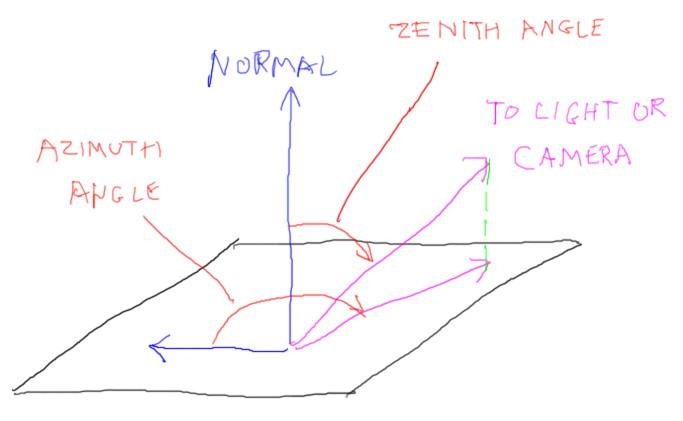 ZENITH ANGLE
NORMAL
TO LIGHT OR
CAMERA
AZIMUTH
ANGLE